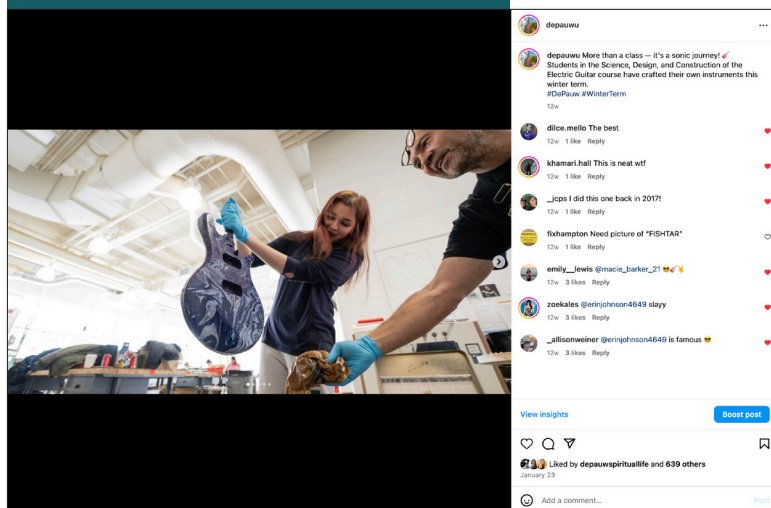 depauwu
depauwu More than a class — it's a sonic journey! 🎸
Students in the Science, Design, and Construction of the
Electric Guitar course have crafted their own instruments this
winter term.
#DePauw #WinterTerm
12w
dilce.mello The best
12w 1 like Reply
khamari.hall This is neat wtf
12w 1 like Reply
_jcps I did this one back in 2017!
12w 1 like Reply
fixhampton Need picture of "FISHTAR"
12w 1 like Reply
emily__lewis @macie_barker_21 😎🎸🤘
12w 3 likes Reply
zoekales @erinjohnson4649 slayy
12w 3 likes Reply
_allisonweiner @erinjohnson4649 is famous 😎
12w 3 likes Reply
View insights
Boost post
Liked by depauwspirituallife and 639 others
January 23
Add a comment...
Post